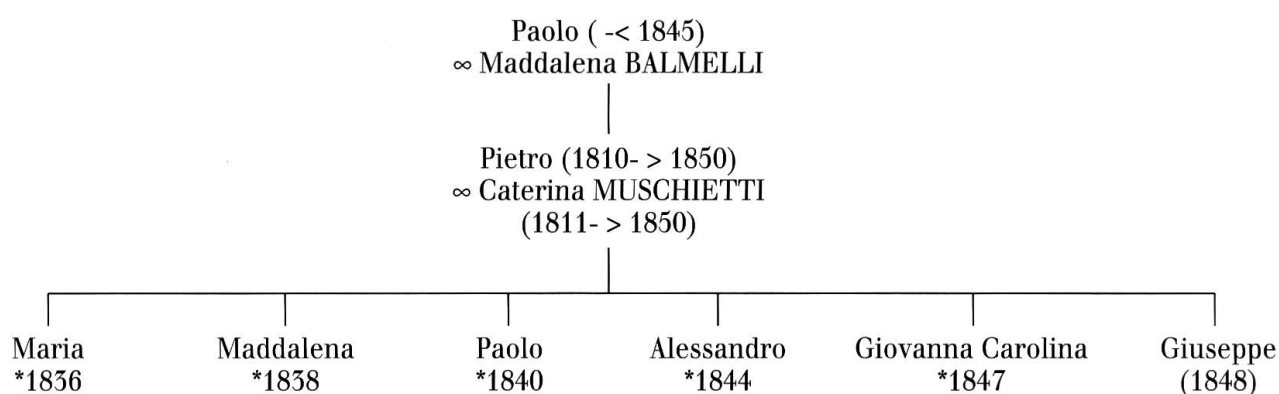 Paolo ( -< 1845)
∞ Maddalena BALMELLI
Pietro (1810- > 1850)
∞ Caterina MUSCHIETTI
(1811- > 1850)
Maria Maddalena Paolo Alessandro Giovanna Carolina Giuseppe
*1836 *1838 *1840 *1844 *1847 (1848)